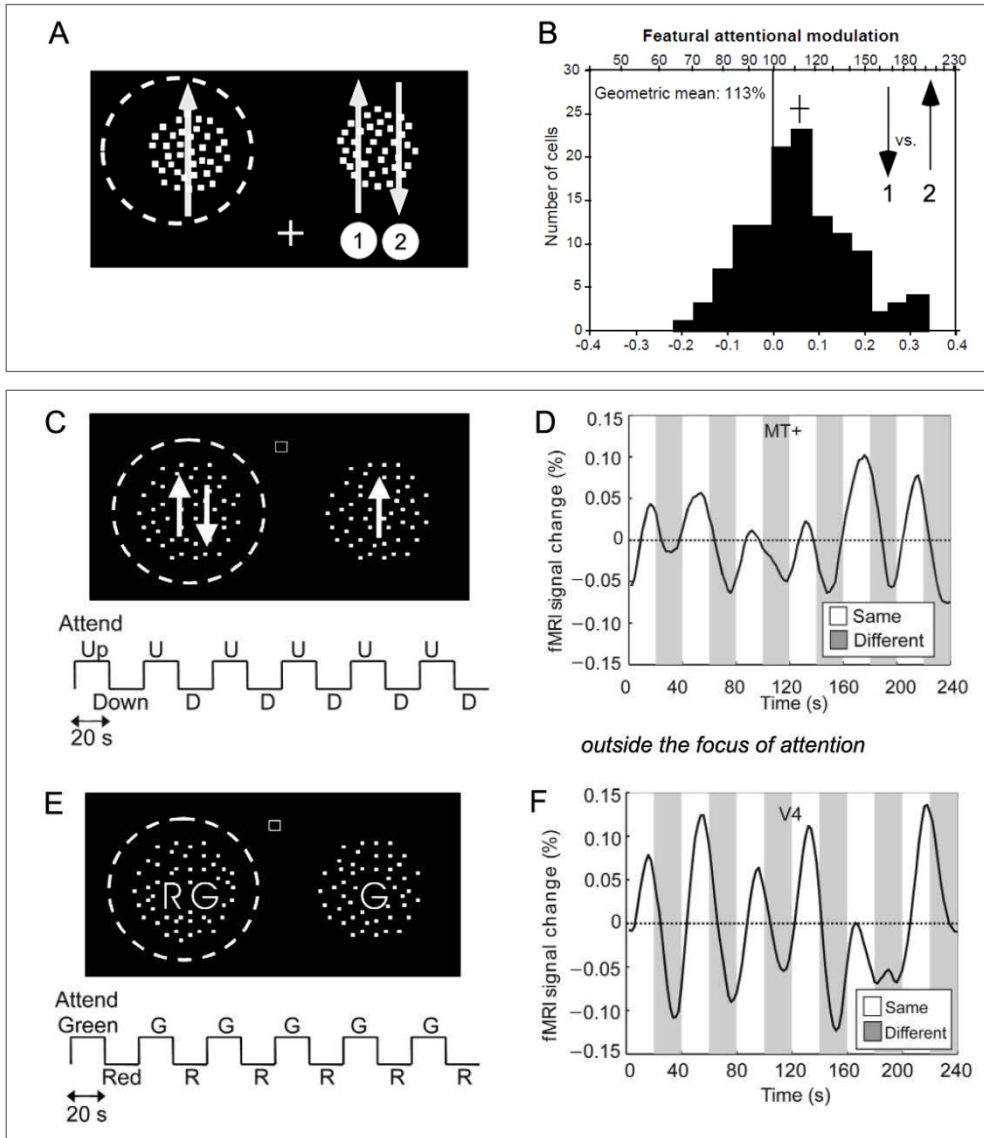 A
1 2
B
Featural attentional modulation
50 60 70 80 90 100 120 150 180 230
30
25
20
15
10
5
0
Number of cells
Geometric mean: 113%
vs.
1 2
-0.4 -0.3 -0.2 -0.1 0.0 0.1 0.2 0.3 0.4
C
Attend
Up U U U U U
Down D D D D D
20 s
D
MT+
fMRI signal change (%)
0.15
0.10
0.05
0
−0.05
−0.10
−0.15
Same
Different
0 40 80 120 160 200 240
Time (s)
outside the focus of attention
E
R G
G
Attend
Green G G G G G
Red R R R R R
20 s
F
V4
fMRI signal change (%)
0.15
0.10
0.05
0
−0.05
−0.10
−0.15
Same
Different
0 40 80 120 160 200 240
Time (s)